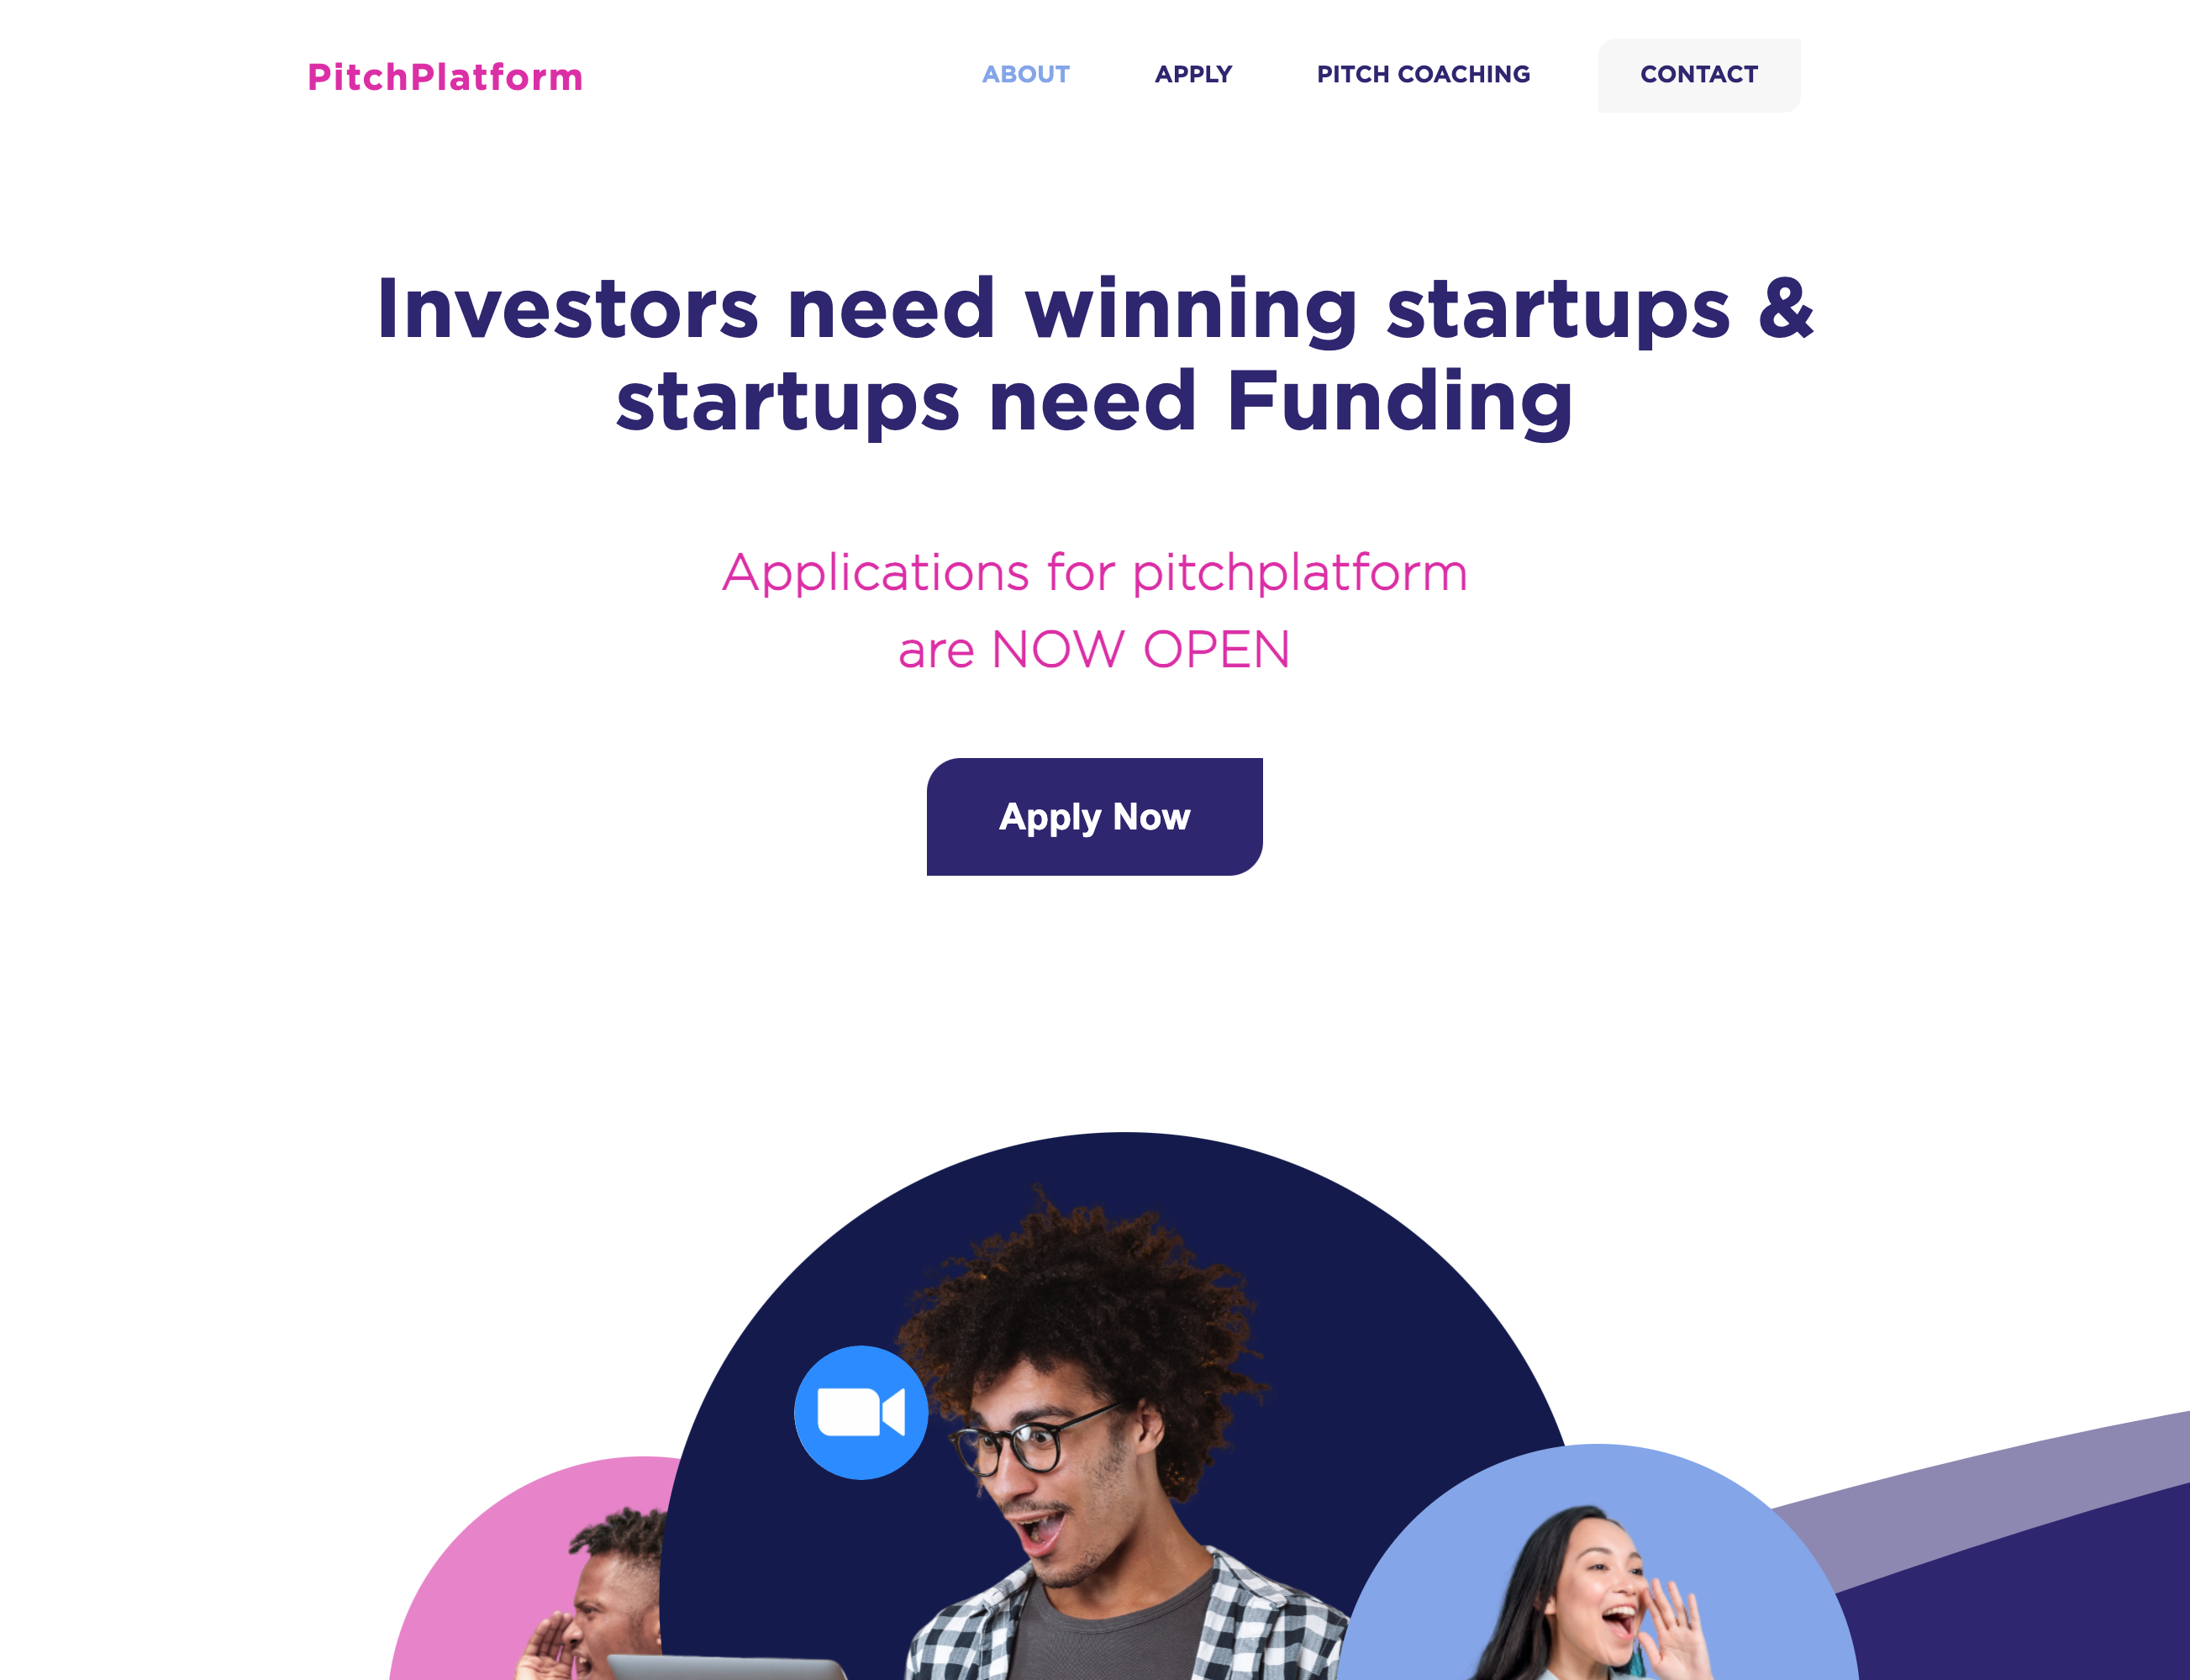 PitchPlatform
ABOUT
APPLY
PITCH COACHING
CONTACT
Investors need winning startups &
startups need Funding
Applications for pitchplatform
are NOW OPEN
Apply Now